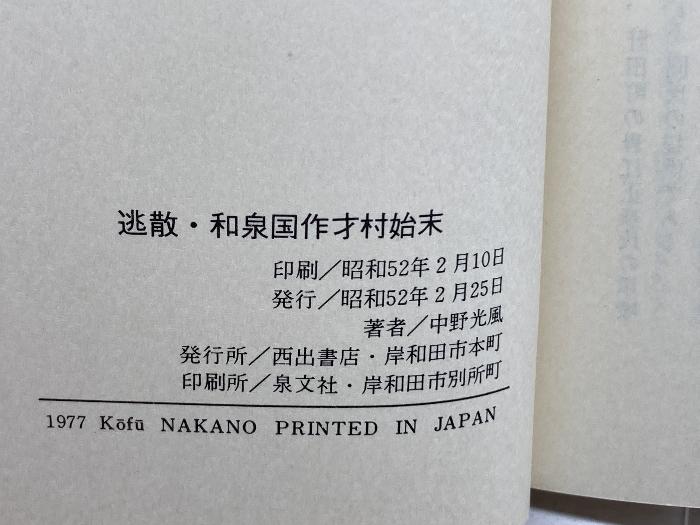 逃散・和泉国作才村始末
印刷／昭和52年2月10日
発行／昭和52年2月25日
著者／中野光風
発行所／西出書店・岸和田市本町
印刷所／泉文社・岸和田市別所町
1977 Kōfū NAKANO PRINTED IN JAPAN